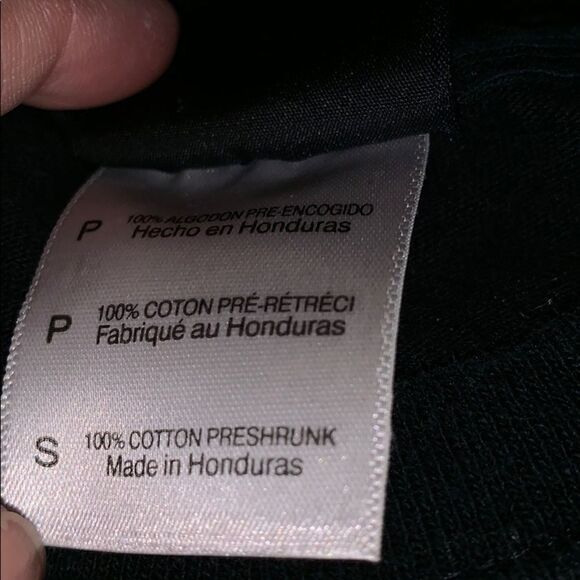 P 100% ALGODON PRE-ENCOGIDO
Hecho en Honduras
P 100% COTON PRÉ-RÉTRÉCI
Fabriqué au Honduras
S 100% COTTON PRESHRUNK
Made in Honduras